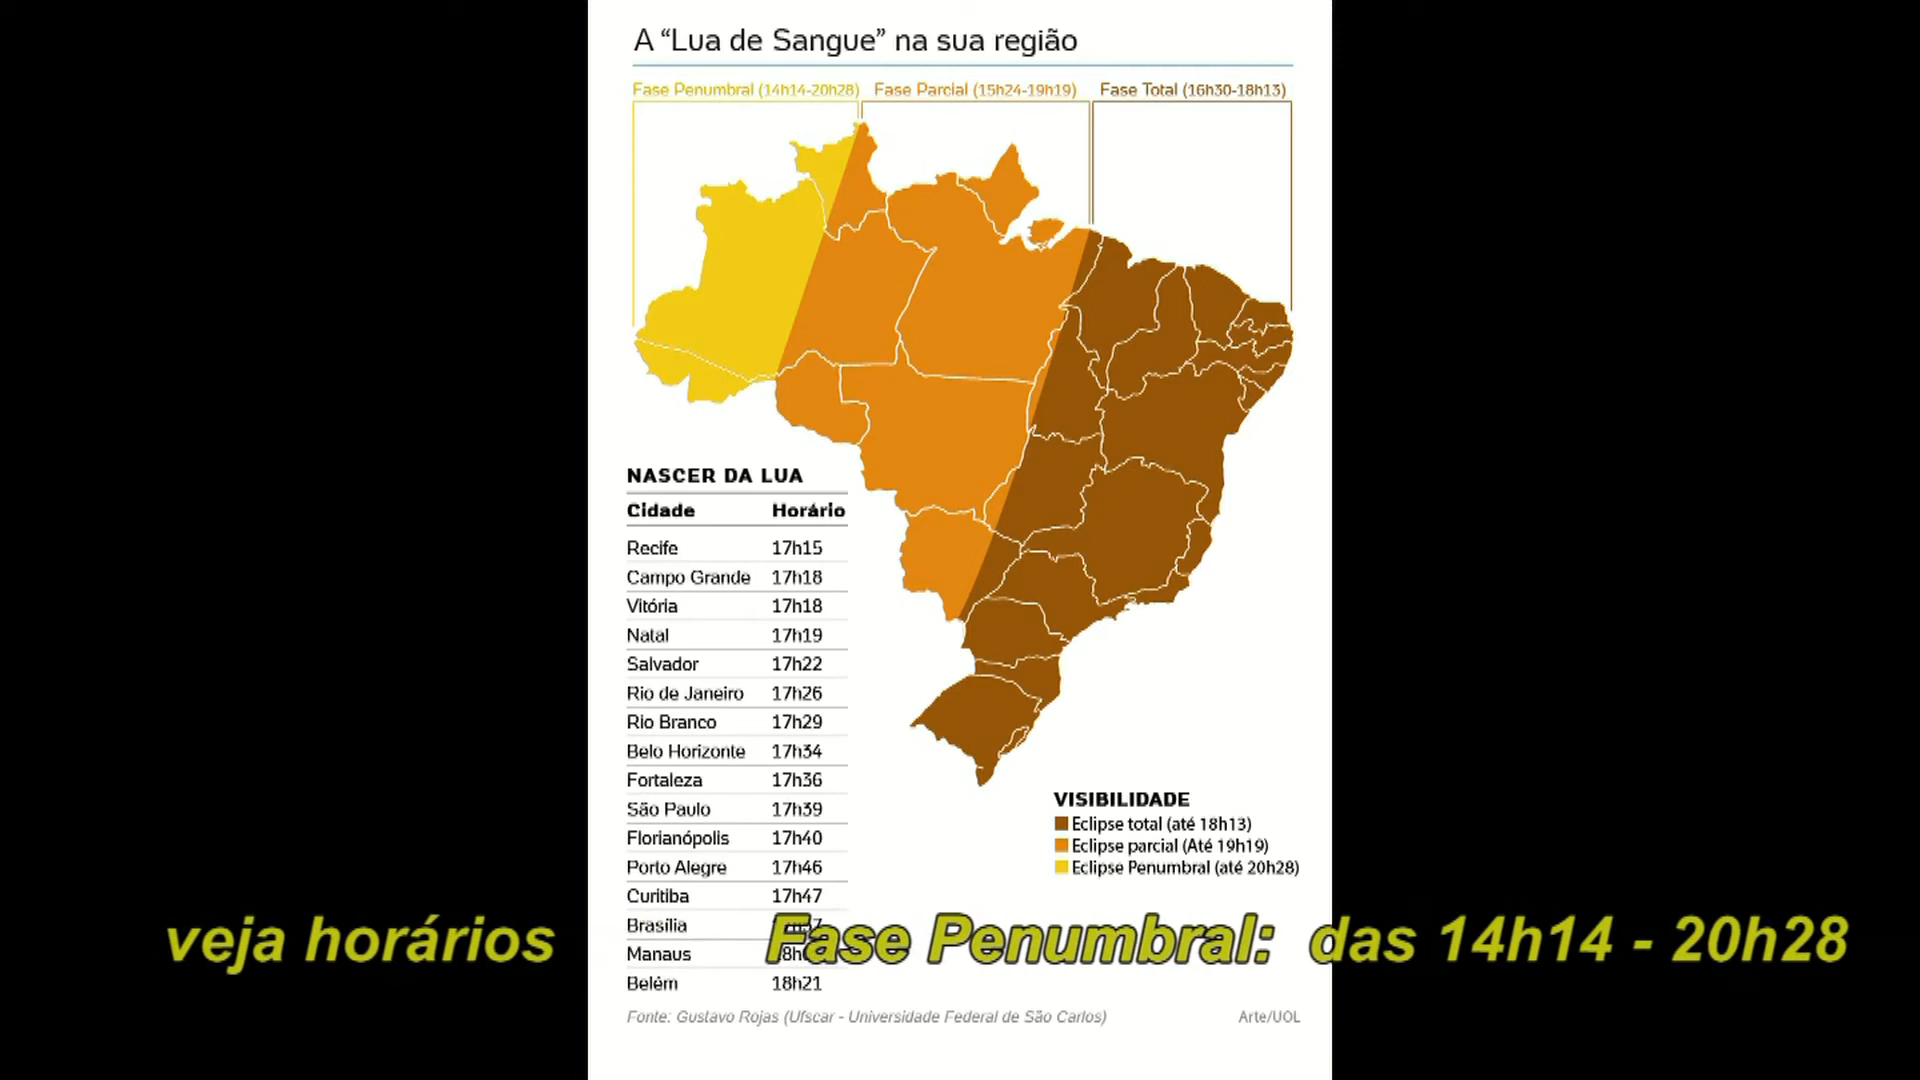 A “Lua de Sangue” na sua região
Fase Penumbral (14h14-20h28) Fase Parcial (15h24-19h19) Fase Total (16h30-18h13)
NASCER DA LUA
Cidade Horário
Recife 17h15
Campo Grande 17h18
Vitória 17h18
Natal 17h19
Salvador 17h22
Rio de Janeiro 17h26
Rio Branco 17h29
Belo Horizonte 17h34
Fortaleza 17h36
São Paulo 17h39
Florianópolis 17h40
Porto Alegre 17h46
Curitiba 17h47
Brasília
Manaus
Belém 18h21
VISIBILIDADE
Eclipse total (até 18h13)
Eclipse parcial (Até 19h19)
Eclipse Penumbral (até 20h28)
veja horários Fase Penumbral: das 14h14 - 20h28
Fonte: Gustavo Rojas (Ufscar - Universidade Federal de São Carlos) Arte/UOL